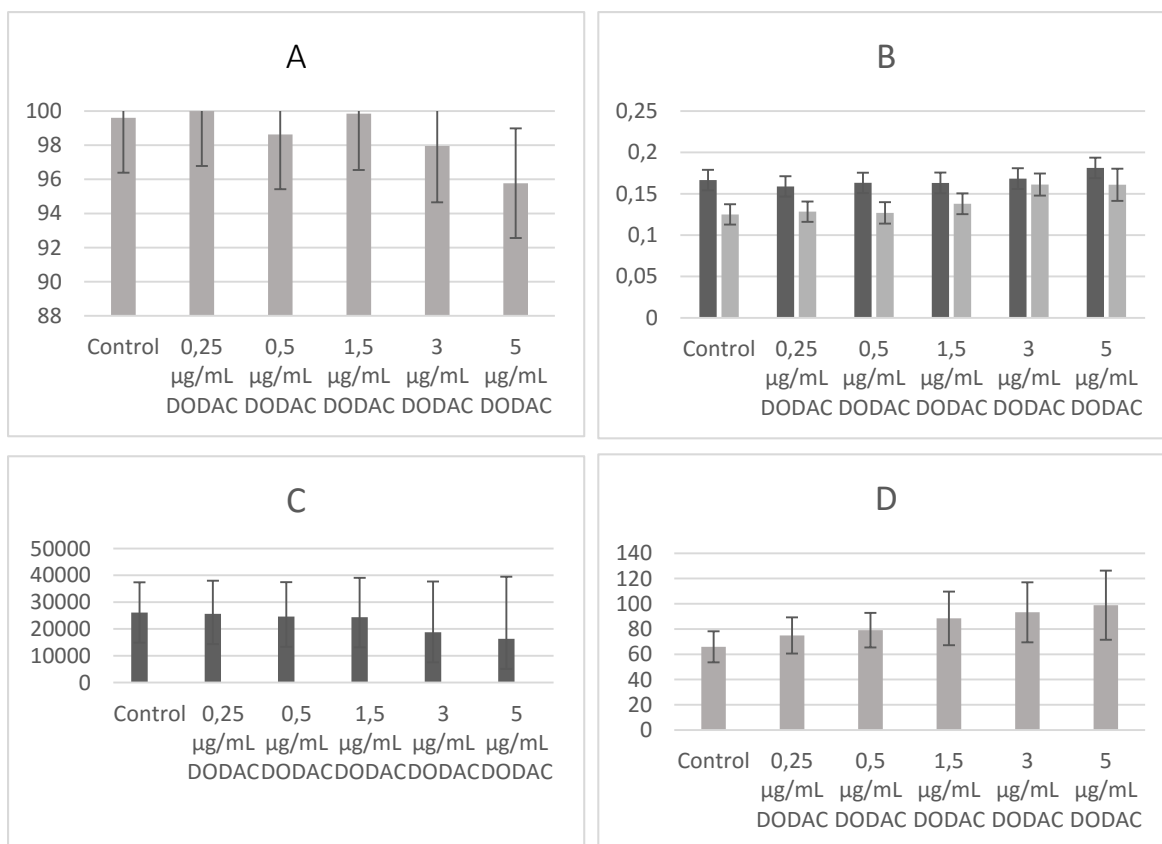 A
100
98
96
94
92
90
88
Control 0,25 0,5 1,5 3 5
µg/mL µg/mL µg/mL µg/mL µg/mL
DODAC DODAC DODAC DODAC DODAC
B
0,25
0,2
0,15
0,1
0,05
0
Control 0,25 0,5 1,5 3 5
µg/mL µg/mL µg/mL µg/mL µg/mL
DODAC DODAC DODAC DODAC DODAC
C
50000
40000
30000
20000
10000
0
Control 0,25 0,5 1,5 3 5
µg/mL µg/mL µg/mL µg/mL µg/mL
DODAC DODAC DODAC DODAC DODAC
D
140
120
100
80
60
40
20
0
Control 0,25 0,5 1,5 3 5
µg/mL µg/mL µg/mL µg/mL µg/mL
DODAC DODAC DODAC DODAC DODAC